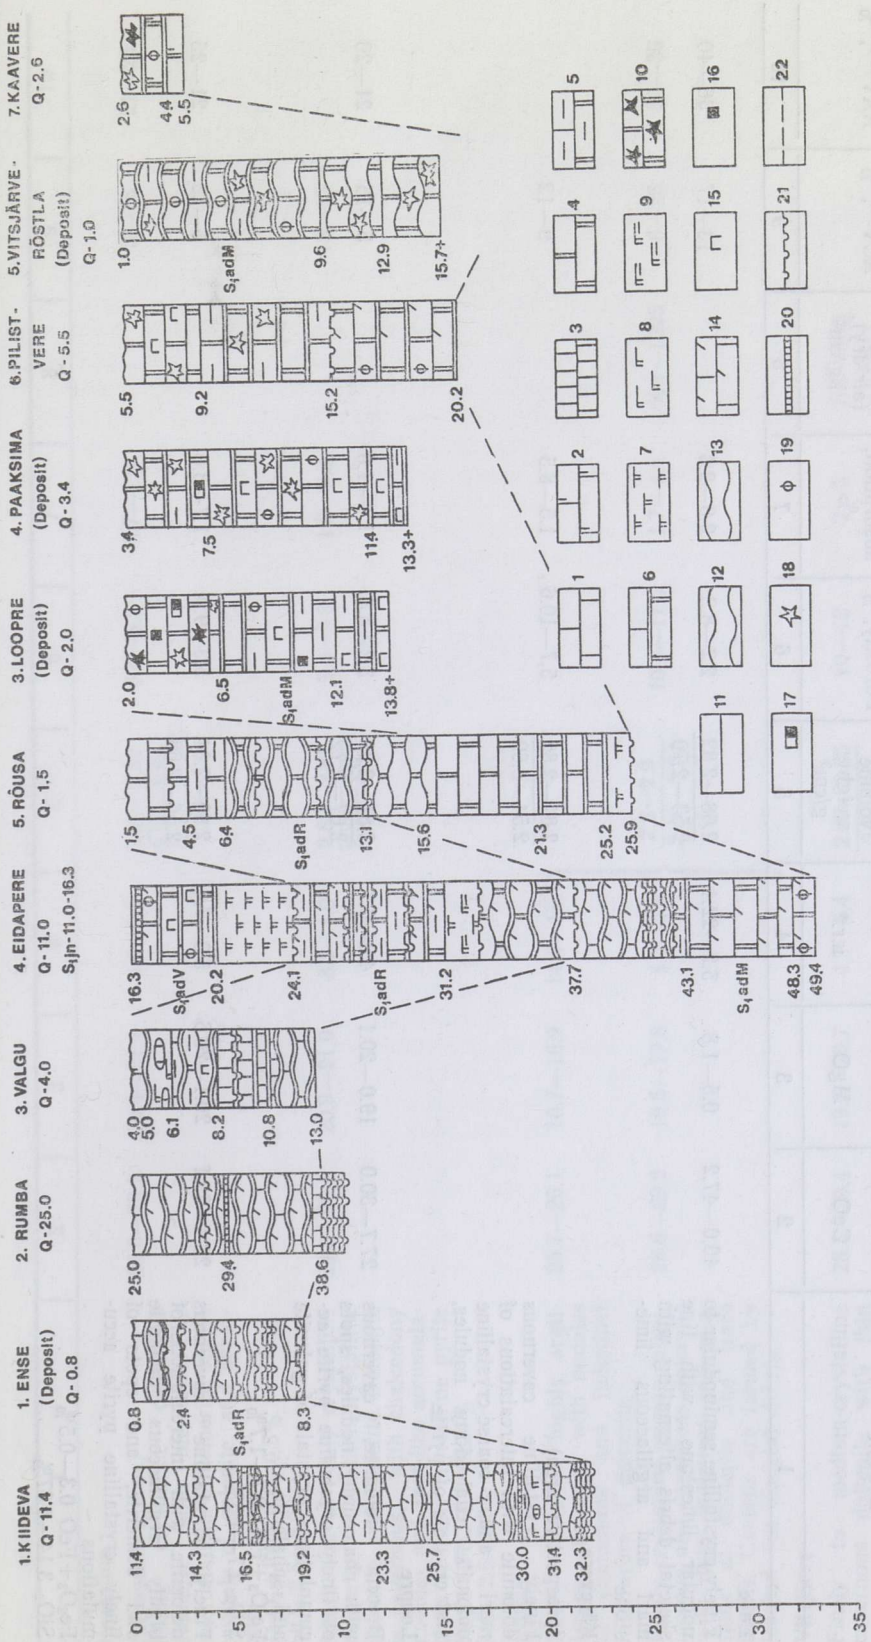 1.KIIDEVA
Q-11.4
11.4
14.3
16.5
19.2
23.3
25.7
30.0
31.4
32.3
1. ENSE
(Deposit)
Q-0.8
0.8
2.4
S₁adR
8.3
2. RUMBA
Q-25.0
25.0
29.4
38.6
3. VALGU
Q-4.0
4.0
5.0
6.1
8.2
10.8
13.0
4. EIDAPERE
Q-11.0
S₁jn-11.0-16.3
16.3
S₁adV
20.2
24.1
S₁adR
31.2
37.7
43.1
S₁adM
48.3
49.4
5. RÕUSA
Q-1.5
1.5
4.5
6.4
S₁adR
13.1
15.6
21.3
25.2
25.9
3.LOOPRE
(Deposit)
Q-2.0
2.0
6.5
S₁adM
12.1
13.8+
4. PAAKSIMA
(Deposit)
Q-3.4
3.4
7.5
11.4
13.3+
6.PILIST-
VERE
Q-5.5
5.5
9.2
15.2
20.2
5.VITSJÄRVE-
RÕSTLA
(Deposit)
Q-1.0
1.0
S₁adM
9.6
12.9
15.7+
7.KAAVERE
Q-2.6
2.6
4.4
5.5
0
5
10
15
20
25
30
35
1 2 3 4 5
6 7 8 9 10
11 12 13 14 15 16
17 18 19 20 21 22